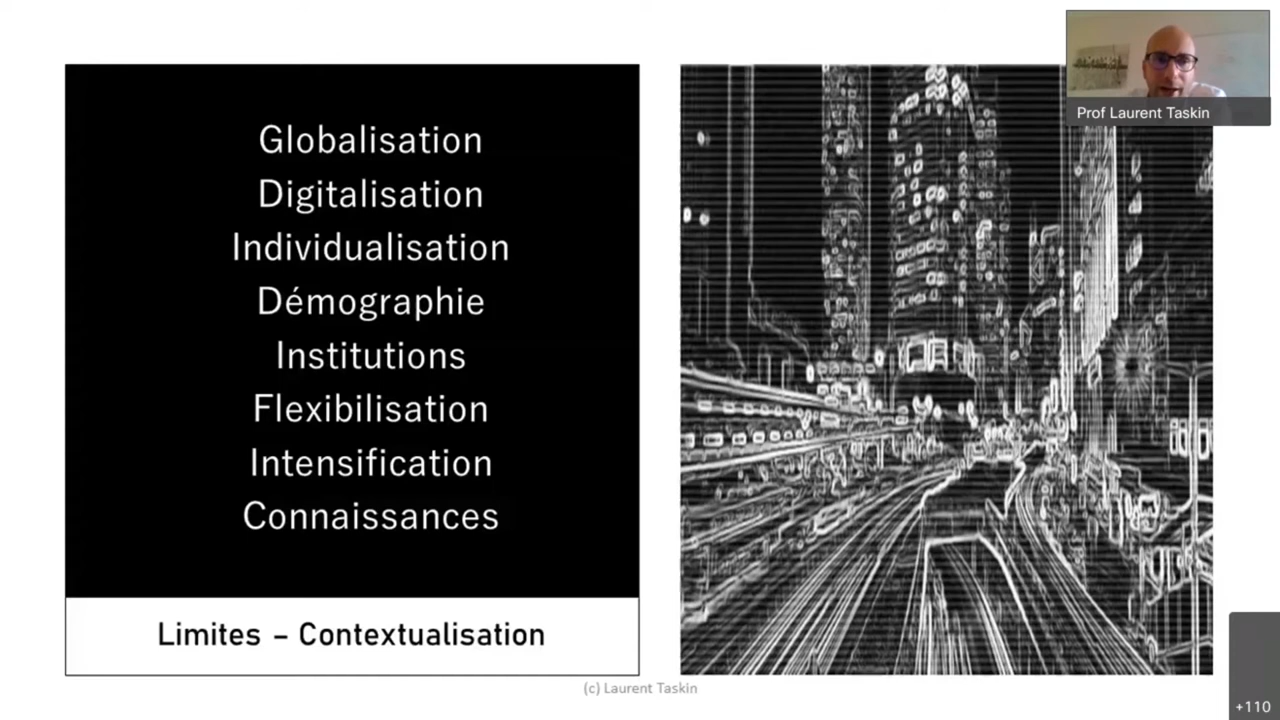 Globalisation
Digitalisation
Individualisation
Démographie
Institutions
Flexibilisation
Intensification
Connaissances
Limites – Contextualisation
(c) Laurent Taskin
Prof Laurent Taskin
+110